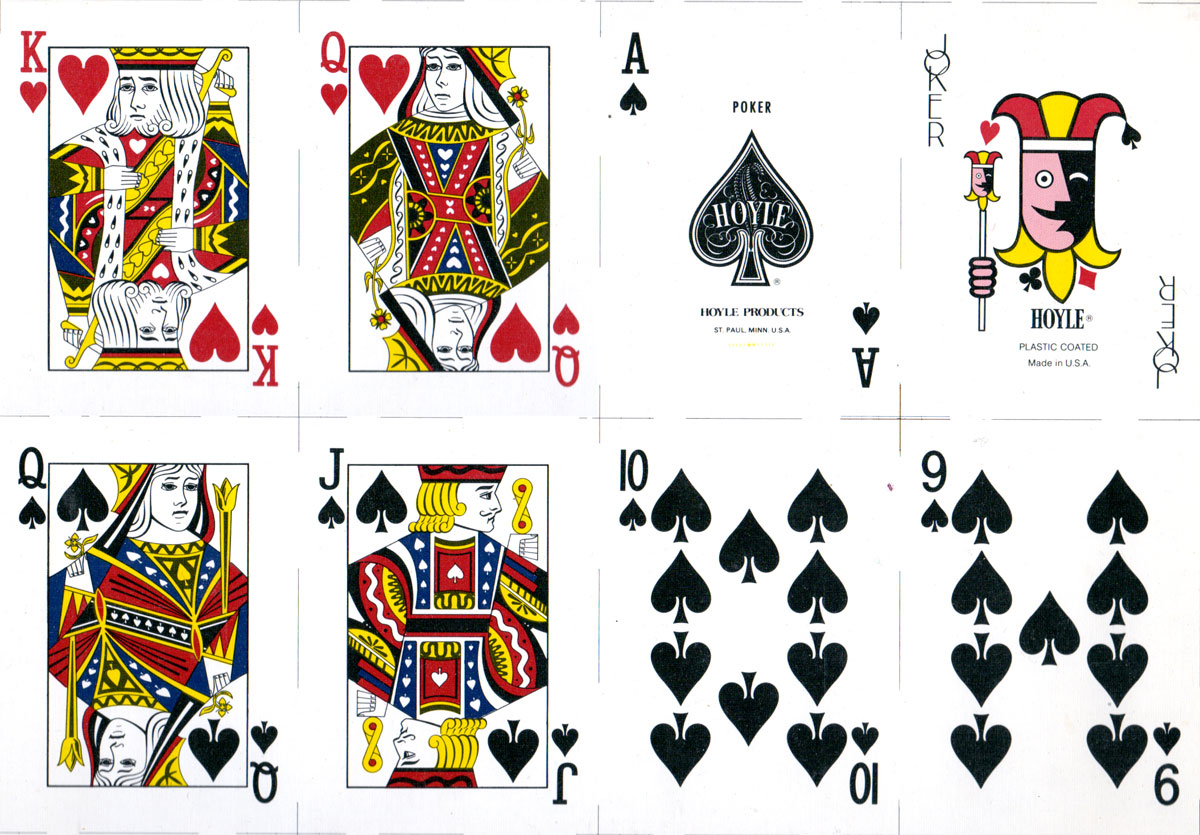 K
Q
A
JOKER
POKER
HOYLE
®
HOYLE PRODUCTS
ST. PAUL, MINN. U.S.A.
A
HOYLE®
PLASTIC COATED
Made in U.S.A.
JOKER
K
Q
Q
J
10
9
Q
J
10
9